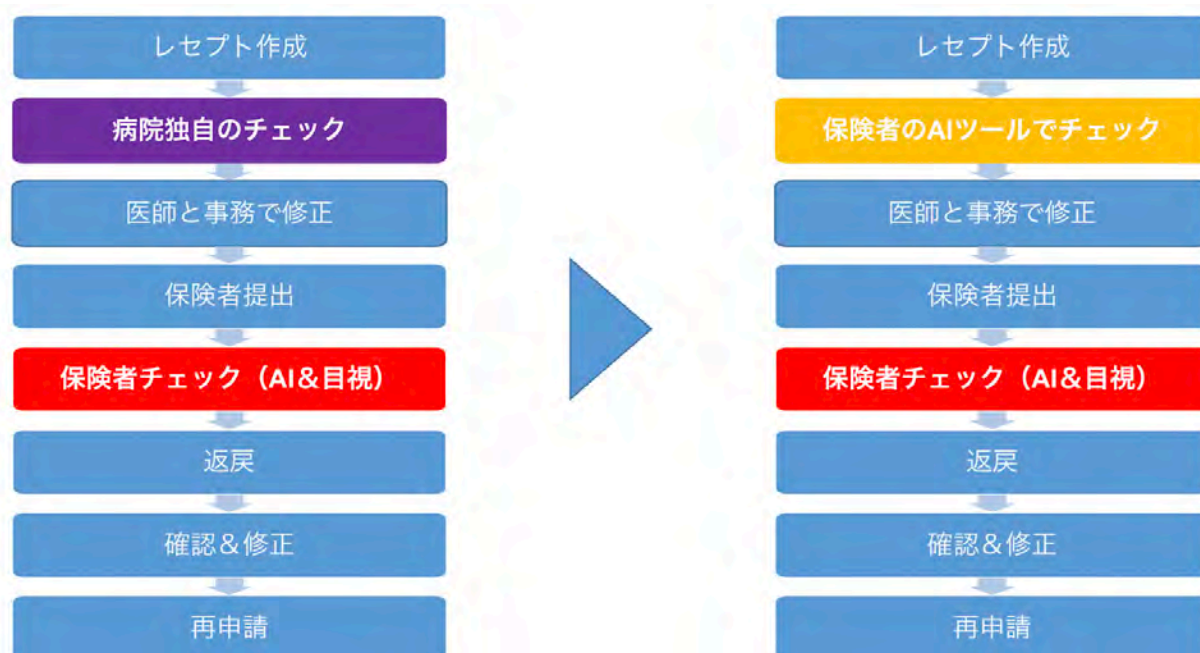 レセプト作成
病院独自のチェック
医師と事務で修正
保険者提出
保険者チェック（AI＆目視）
返戻
確認＆修正
再申請
レセプト作成
保険者のAIツールでチェック
医師と事務で修正
保険者提出
保険者チェック（AI＆目視）
返戻
確認＆修正
再申請